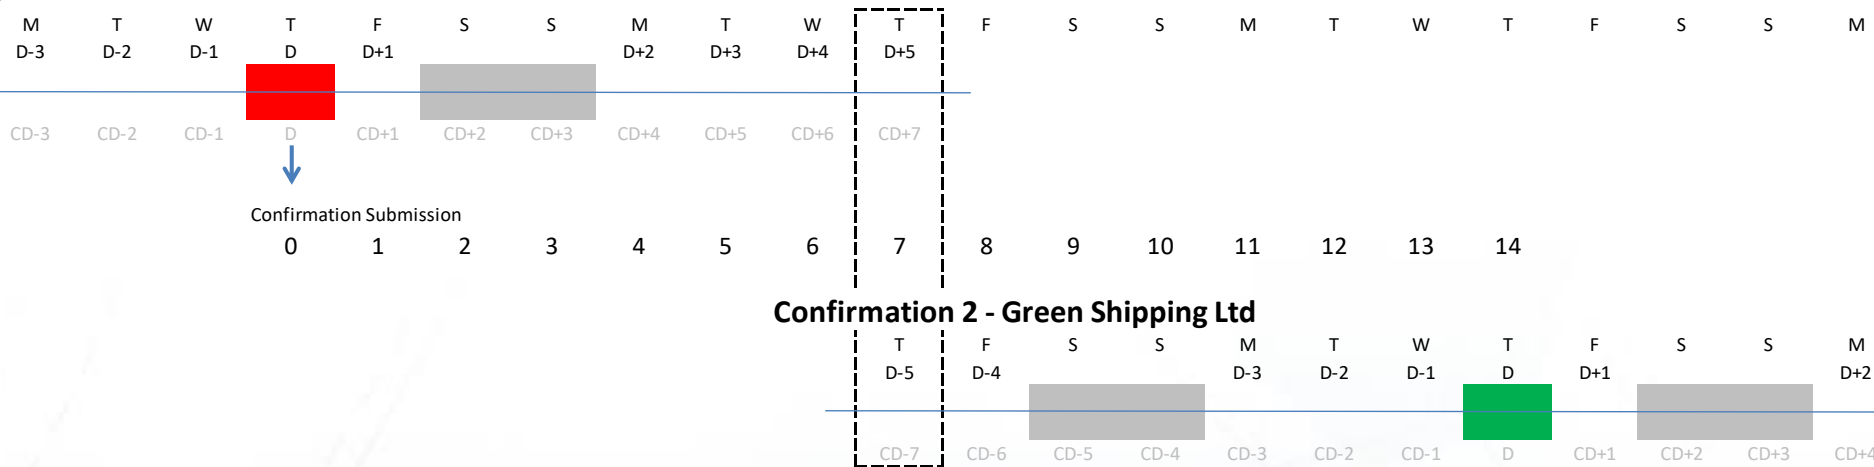 M T W T F S S M T W T F S S M T W T F S S M
D-3 D-2 D-1 D D+1 D+2 D+3 D+4 D+5
CD-3 CD-2 CD-1 D CD+1 CD+2 CD+3 CD+4 CD+5 CD+6 CD+7
Confirmation Submission
0 1 2 3 4 5 6 7 8 9 10 11 12 13 14
Confirmation 2 - Green Shipping Ltd
T F S S M T W T F S S M
D-5 D-4 D-3 D-2 D-1 D D+1 D+2
CD-7 CD-6 CD-5 CD-4 CD-3 CD-2 CD-1 D CD+1 CD+2 CD+3 CD+4